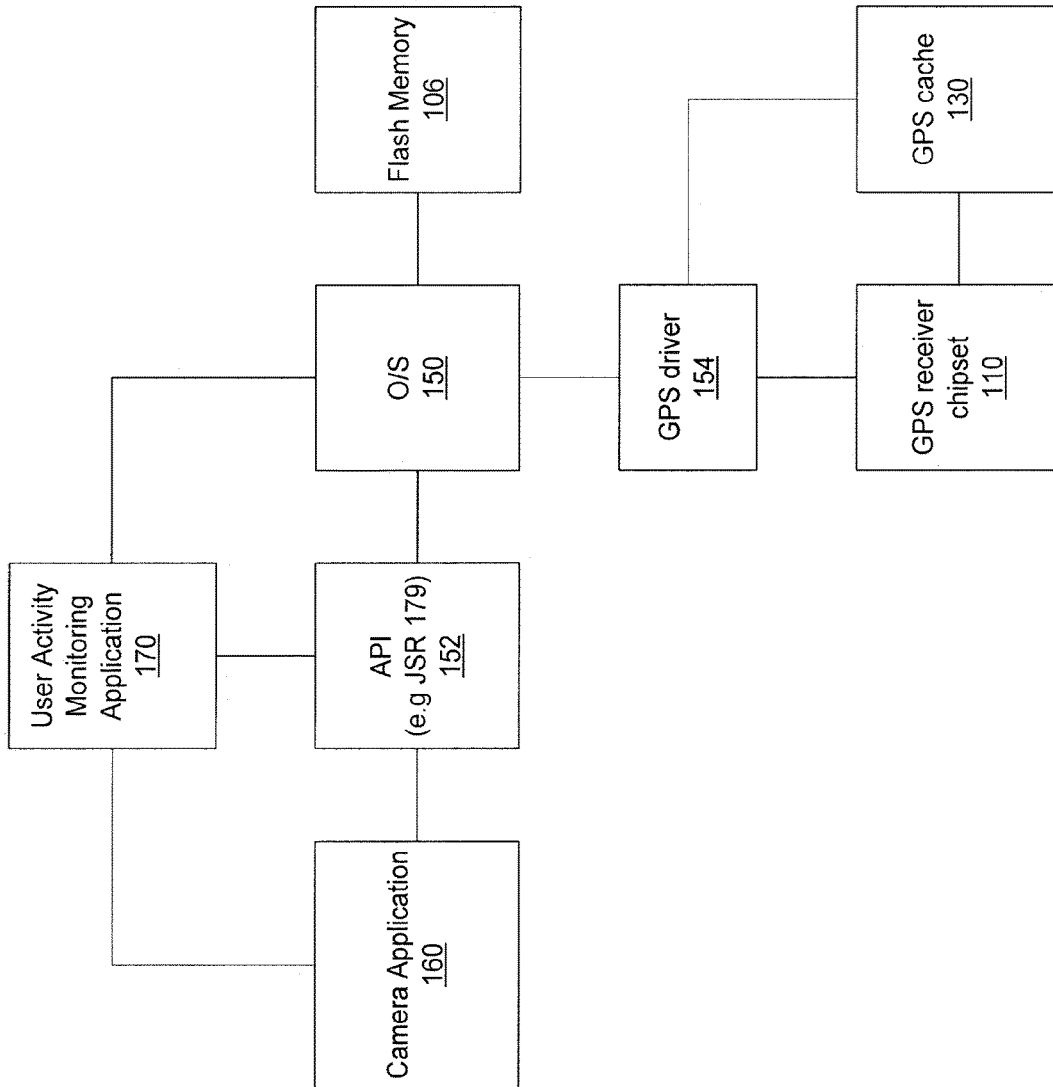 User Activity
Monitoring
Application
170
Camera Application
160
API
(e.g JSR 179)
152
O/S
150
Flash Memory
106
GPS driver
154
GPS receiver
chipset
110
GPS cache
130